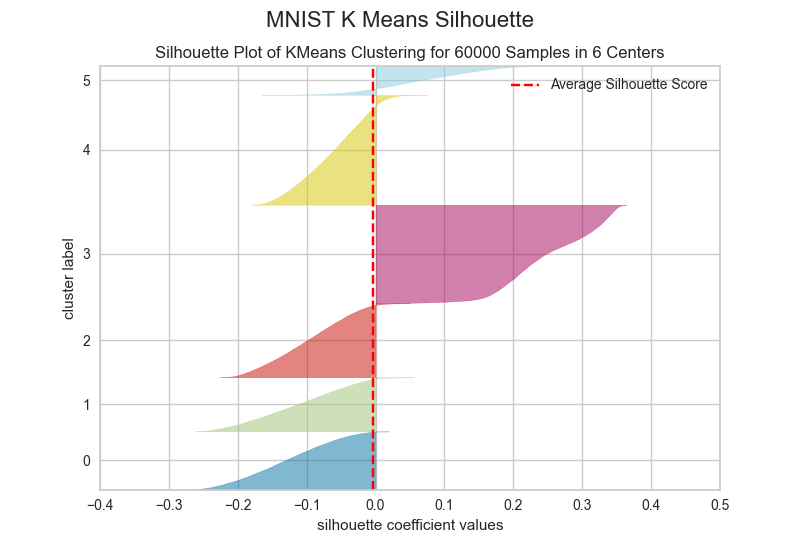 MNIST K Means Silhouette
Silhouette Plot of KMeans Clustering for 60000 Samples in 6 Centers
Average Silhouette Score
5
4
3
2
1
0
cluster label
−0.4 −0.3 −0.2 −0.1 0.0 0.1 0.2 0.3 0.4 0.5
silhouette coefficient values